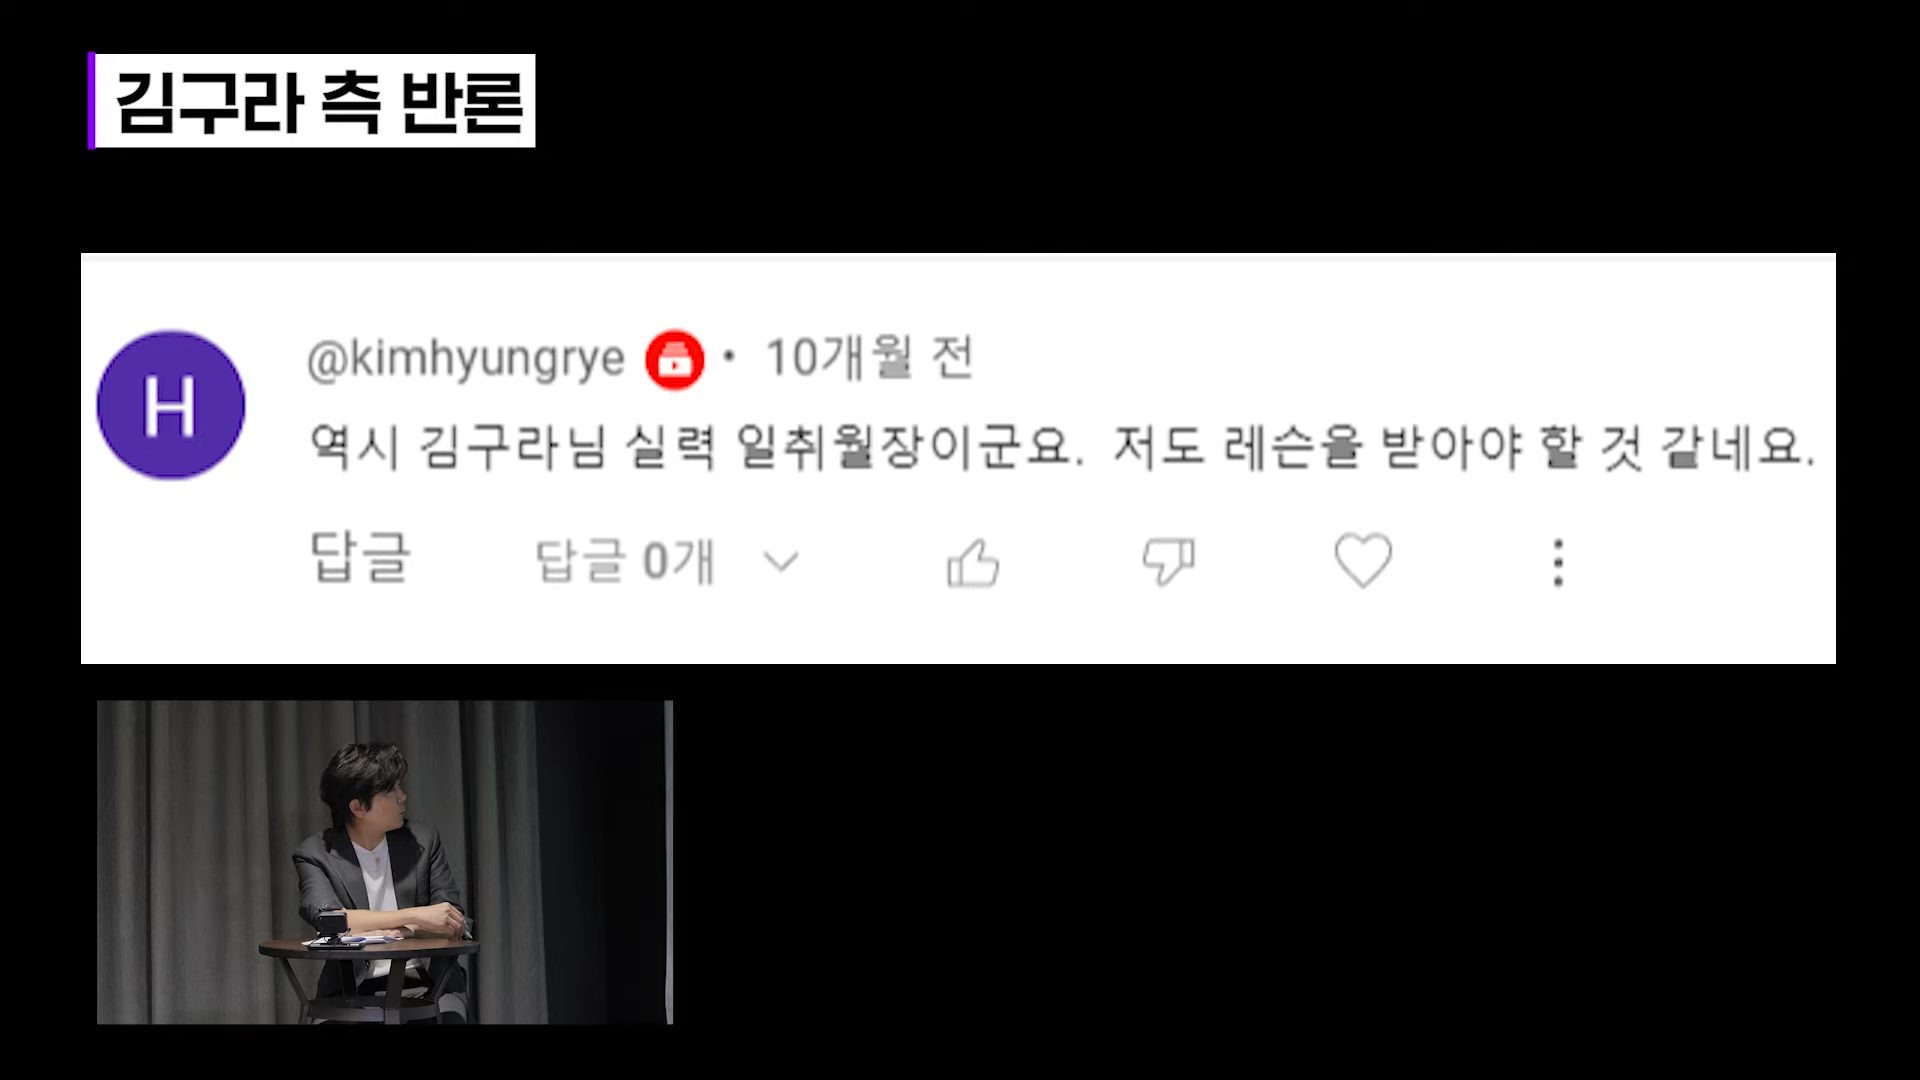 김구라 측 반론
H
@kimhyungrye • 10개월 전
역시 김구라님 실력 일취월장이군요. 저도 레슨을 받아야 할 것 같네요.
답글 답글 0개